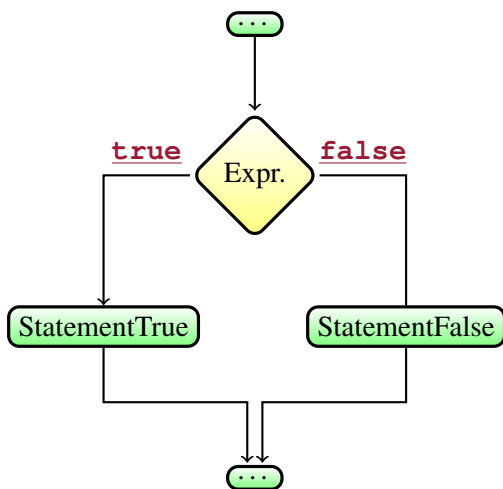 ...
true false
Expr.
StatementTrue StatementFalse
...